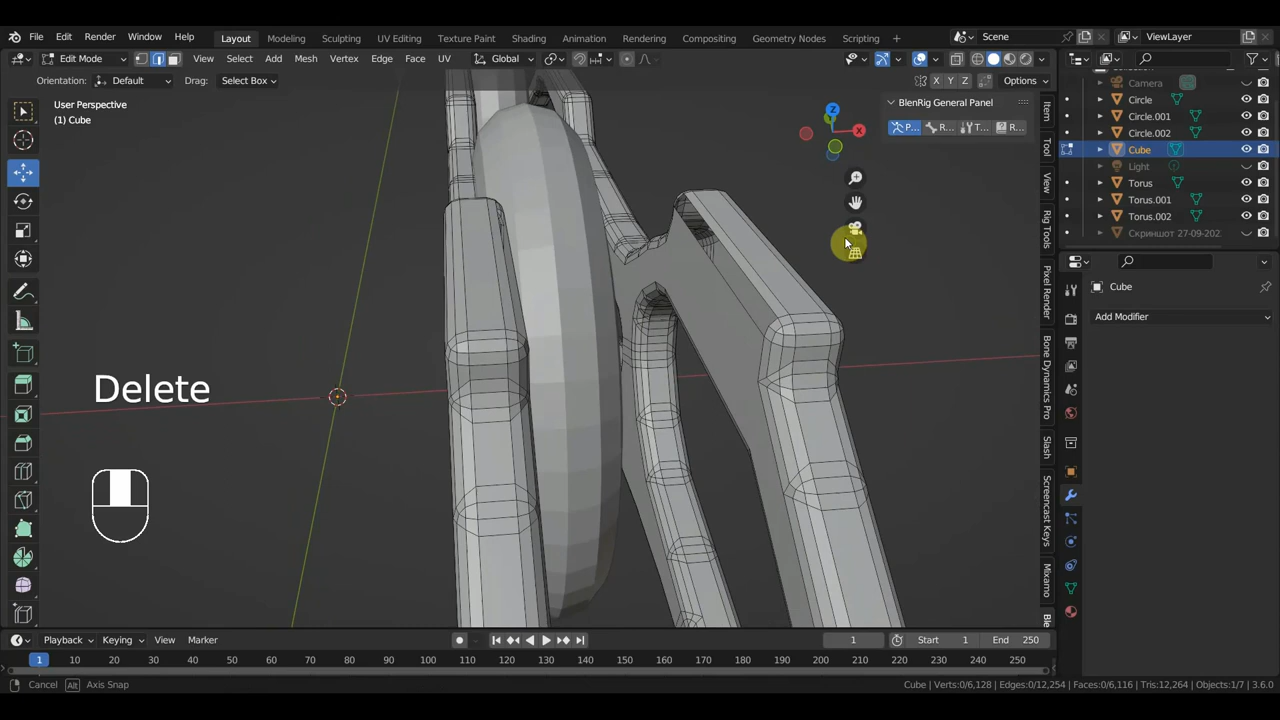 File Edit Render Window Help Layout Modeling Sculpting UV Editing Texture Paint Shading Animation Rendering Compositing Geometry Nodes Scripting + Scene ViewLayer
Edit Mode View Select Add Mesh Vertex Edge Face UV Global
Orientation: Default Drag: Select Box X Y Z Options
User Perspective
(1) Cube
BlenRig General Panel
P... R... T... R...
Z
X
Item
Tool
View
Rig Tools
Pixel Render
Bone Dynamics Pro
Slash
Screencast Keys
Mixamo
Ble
Camera
Circle
Circle.001
Circle.002
Cube
Light
Torus
Torus.001
Torus.002
Скриншот 27-09-202.
Cube
Add Modifier
Delete
Playback Keying View Marker 1 Start 1 End 250
1 10 20 30 40 50 60 70 80 90 100 110 120 130 140 150 160 170 180 190 200 210 220 230 240 250
Cancel Alt Axis Snap Cube | Verts:0/6,128 | Edges:0/12,254 | Faces:0/6,116 | Tris:12,264 | Objects:1/7 | 3.6.0